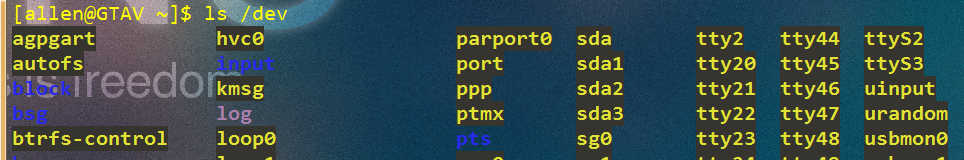 [allen@GTAV ~]$ ls /dev
agpgart hvc0 parport0 sda tty2 tty44 ttyS2
autofs input port sda1 tty20 tty45 ttyS3
block kmsg ppp sda2 tty21 tty46 uinput
freedom
bsg log ptmx sda3 tty22 tty47 urandom
btrfs-control loop0 pts sg0 tty23 tty48 usbmon0